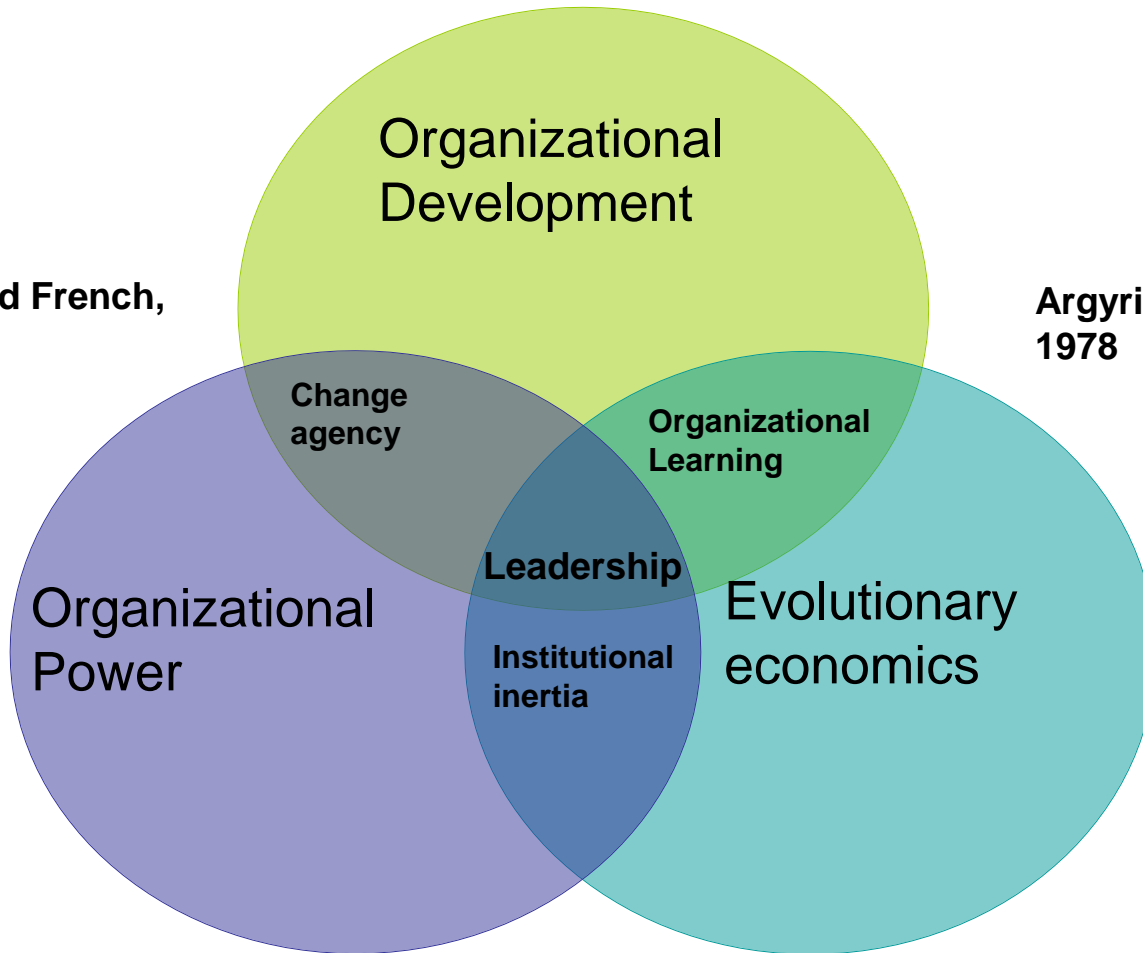 Organizational
Development
d French,
Argyri
1978
Change
agency
Organizational
Learning
Leadership
Organizational
Power
Evolutionary
economics
Institutional
inertia